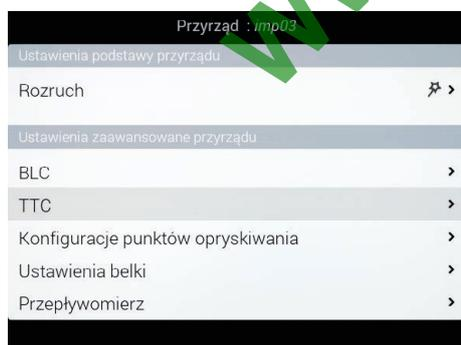 Przyrząd : imp03
Ustawienia podstawy przyrządu
Rozruch
Ustawienia zaawansowane przyrządu
BLC
TTC
Konfiguracje punktów opryskiwania
Ustawienia belki
Przepływomierz